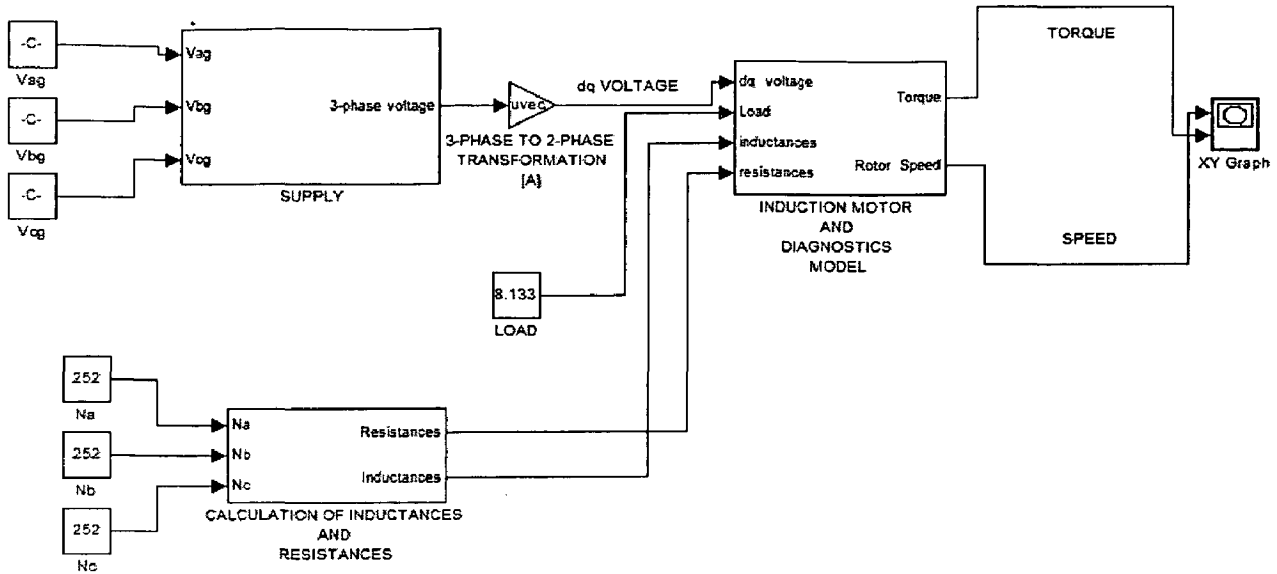 -C-
Vag
-C-
Vbg
-C-
Vcg
Vag
Vbg
Vcg
3-phase voltage
SUPPLY
uvec
3-PHASE TO 2-PHASE
TRANSFORMATION
[A]
dq VOLTAGE
dq voltage
Load
inductances
resistances
Torque
Rotor Speed
INDUCTION MOTOR
AND
DIAGNOSTICS
MODEL
TORQUE
SPEED
XY Graph
8.133
LOAD
252
Na
252
Nb
252
Nc
Na
Nb
Nc
Resistances
Inductances
CALCULATION OF INDUCTANCES
AND
RESISTANCES